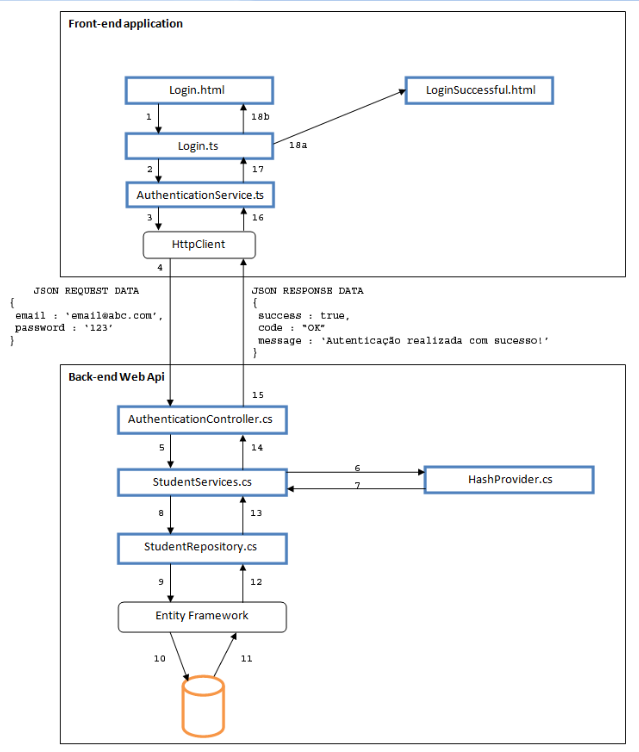 Front-end application
Login.html
LoginSuccessful.html
1
18b
18a
Login.ts
2
17
AuthenticationService.ts
3
16
HttpClient
4
JSON REQUEST DATA
{
email : 'email@abc.com',
password : '123'
}
JSON RESPONSE DATA
{
success : true,
code : "OK"
message : 'Autenticação realizada com sucesso!'
}
Back-end Web Api
15
AuthenticationController.cs
5
14
6
StudentServices.cs
HashProvider.cs
7
8
13
StudentRepository.cs
9
12
Entity Framework
10
11